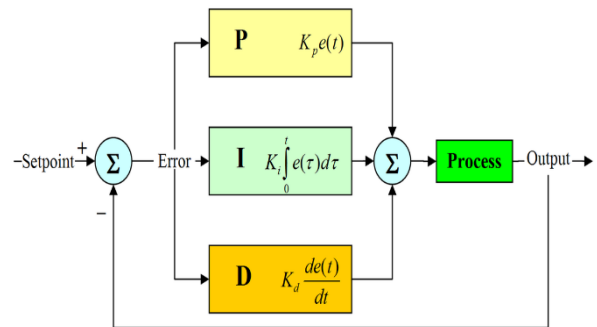 P K_p e(t)
–Setpoint + Σ Error I K_i ∫_0^t e(τ)dτ Σ Process Output
–
D K_d de(t)/dt